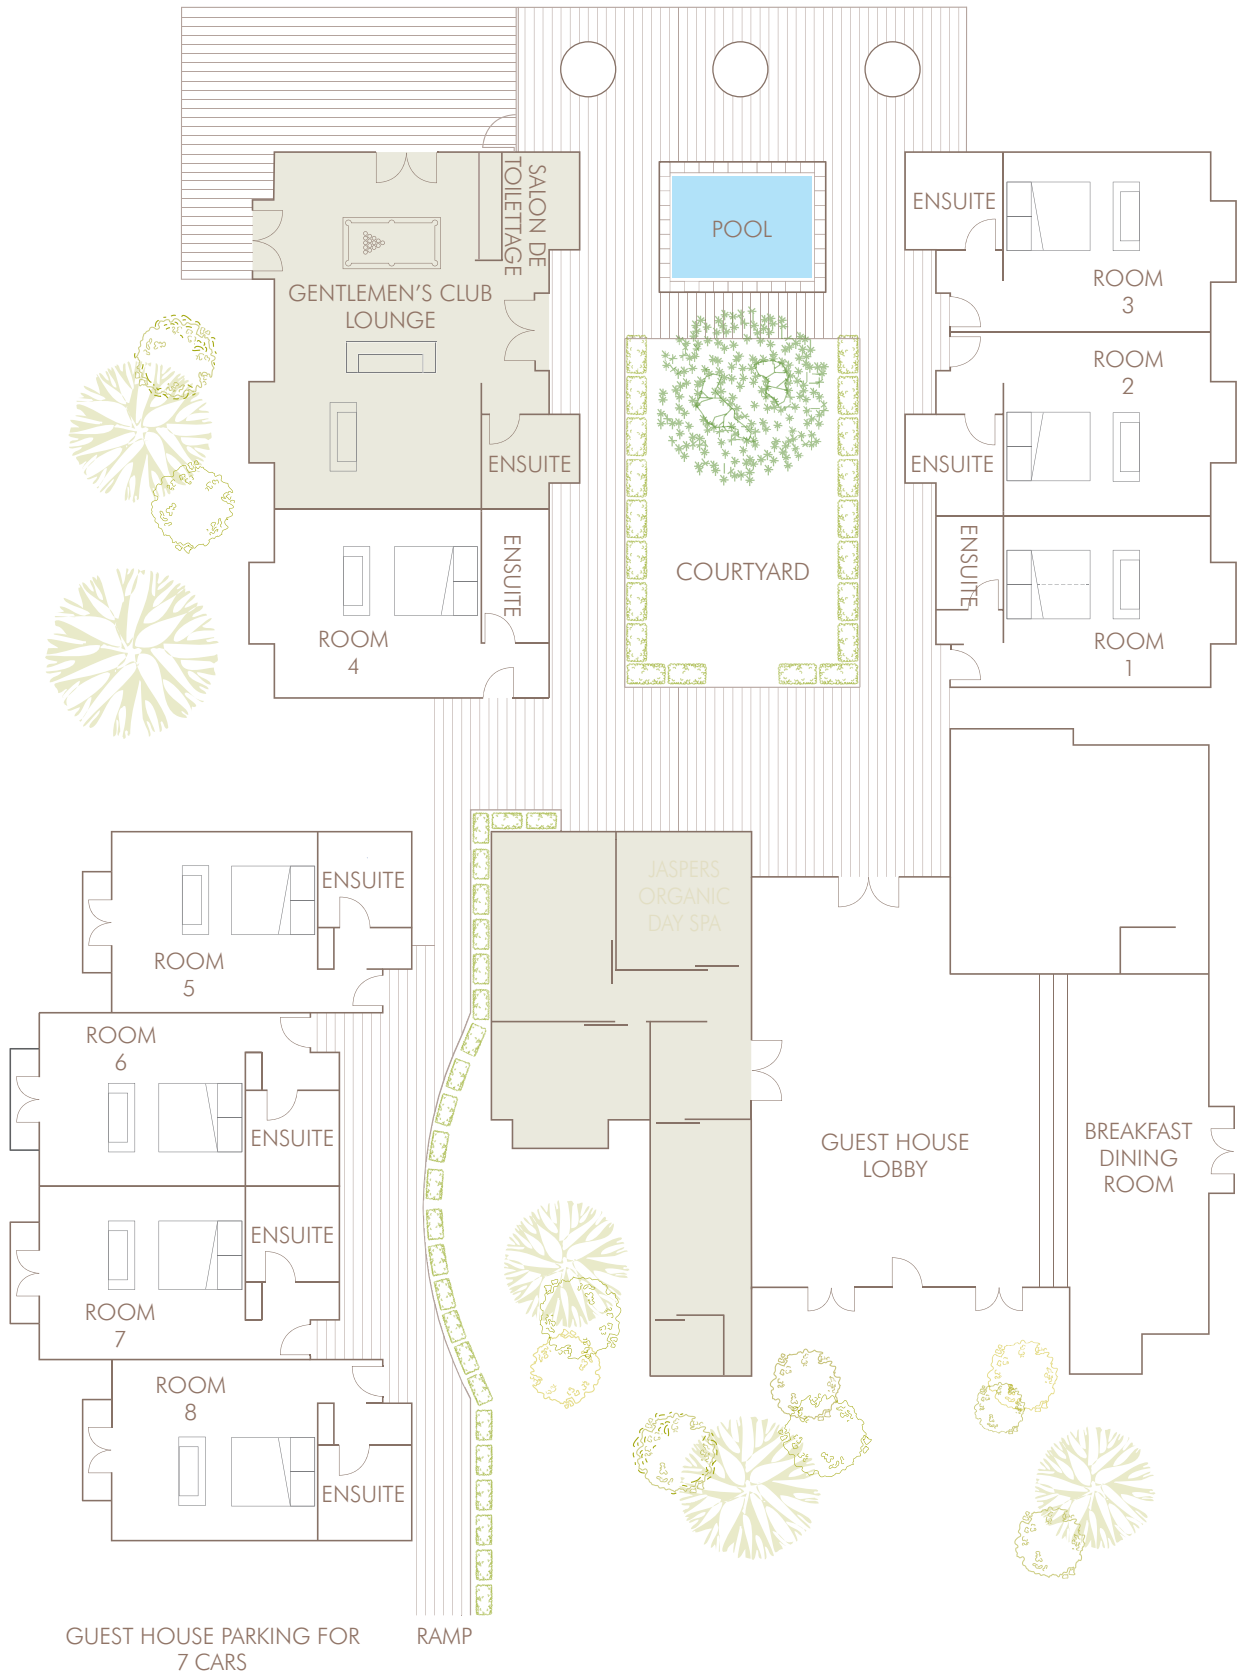 SALON DE
TOILETTAGE
POOL
ENSUITE
ROOM
3
GENTLEMEN'S CLUB
LOUNGE
ROOM
2
ENSUITE
ENSUITE
ENSUITE
ENSUITE
COURTYARD
ROOM
4
ROOM
1
JASPERS
ORGANIC
DAY SPA
ENSUITE
ROOM
5
ROOM
6
ENSUITE
GUEST HOUSE
LOBBY
BREAKFAST
DINING
ROOM
ENSUITE
ROOM
7
ROOM
8
ENSUITE
GUEST HOUSE PARKING FOR
7 CARS
RAMP